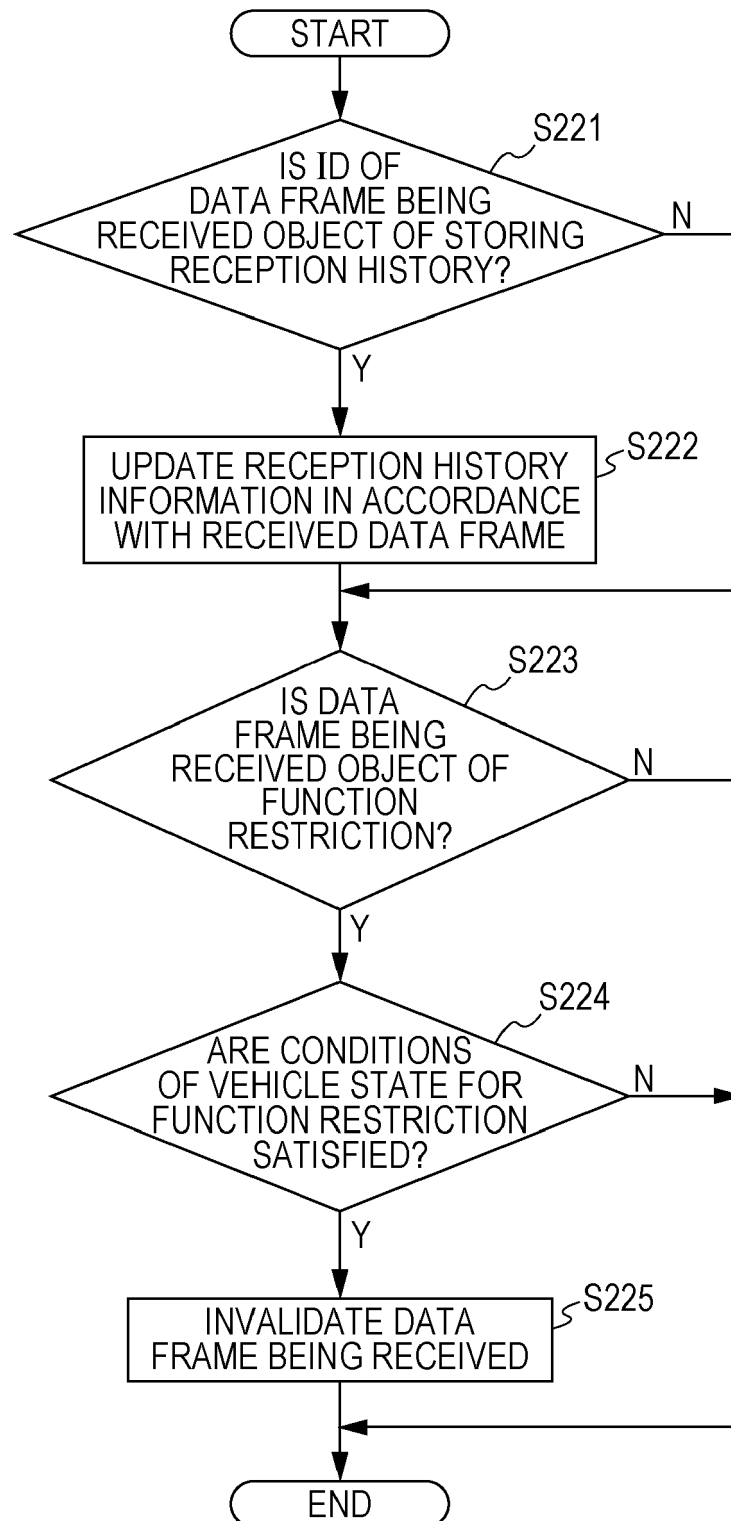 START
S221
IS ID OF
DATA FRAME BEING
RECEIVED OBJECT OF STORING
RECEPTION HISTORY?
N
Y
S222
UPDATE RECEPTION HISTORY
INFORMATION IN ACCORDANCE
WITH RECEIVED DATA FRAME
S223
IS DATA
FRAME BEING
RECEIVED OBJECT OF
FUNCTION
RESTRICTION?
N
Y
S224
ARE CONDITIONS
OF VEHICLE STATE FOR
FUNCTION RESTRICTION
SATISFIED?
N
Y
S225
INVALIDATE DATA
FRAME BEING RECEIVED
END